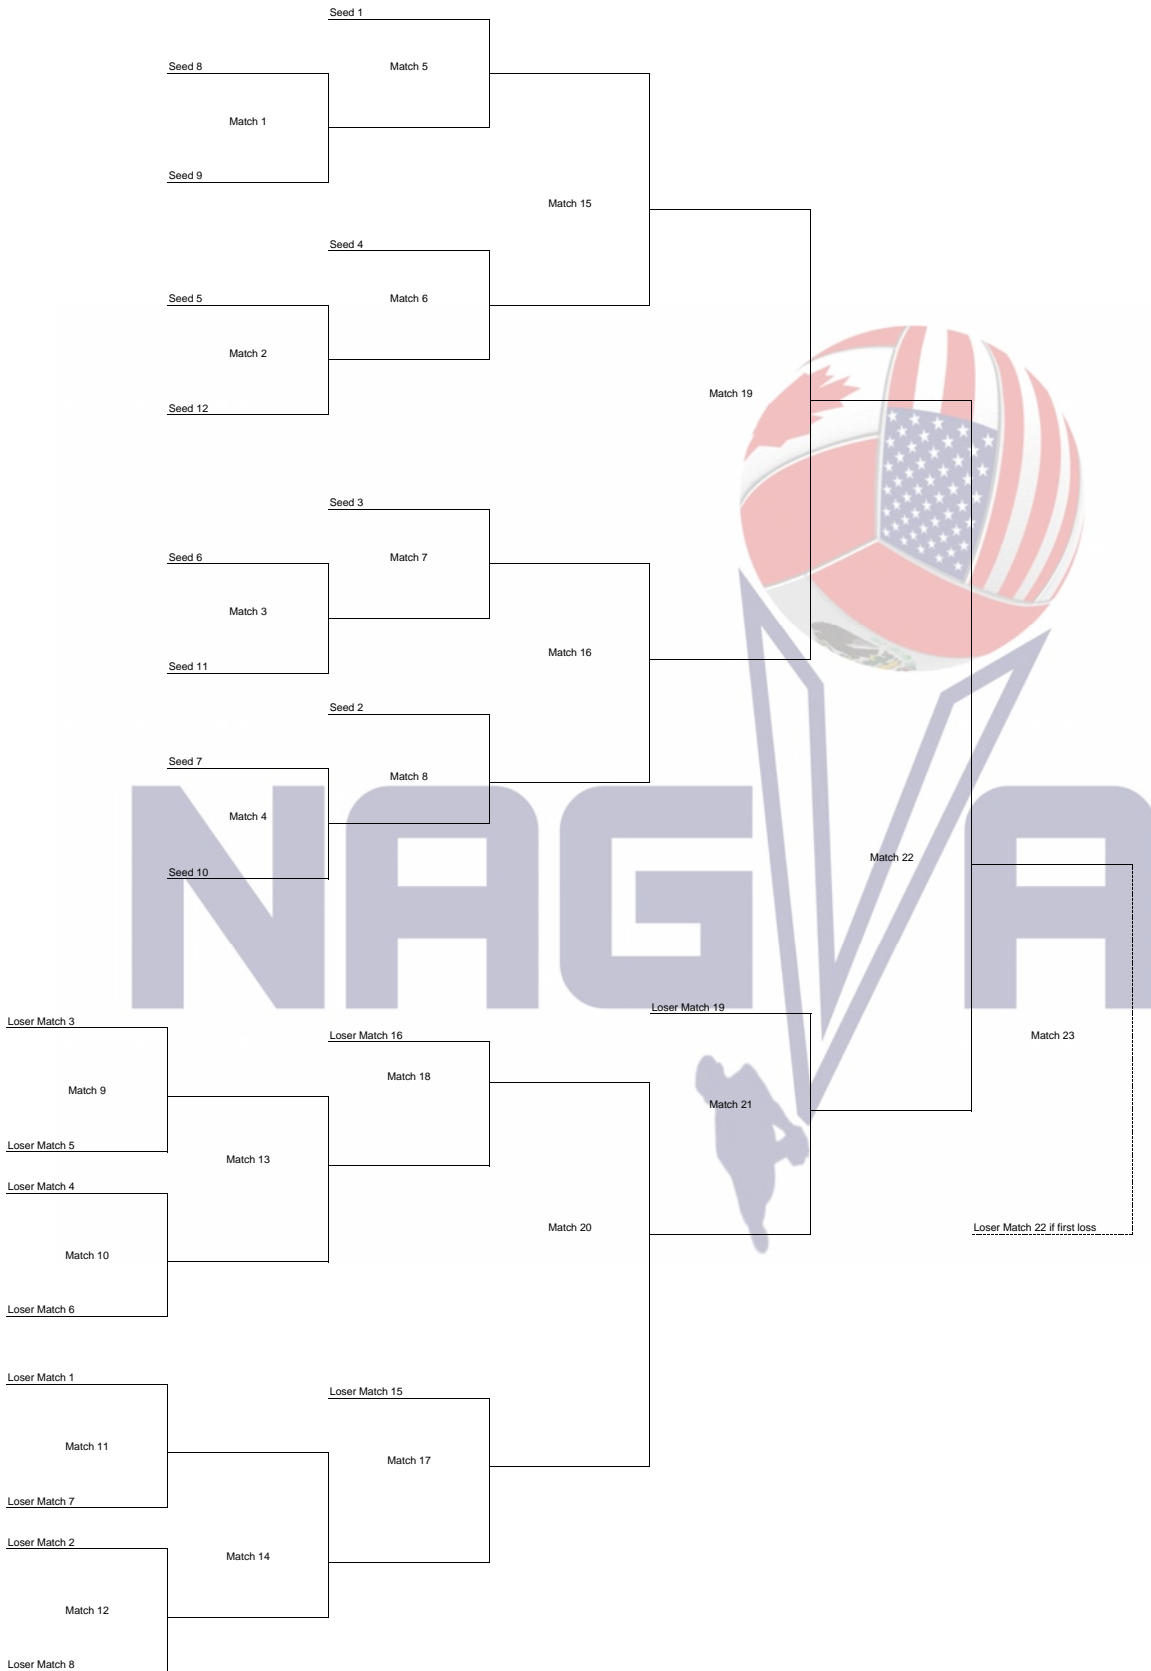 Seed 1
Seed 8
Match 5
Match 1
Seed 9
Match 15
Seed 4
Seed 5
Match 6
Match 2
Match 19
Seed 12
Seed 3
Seed 6
Match 7
Match 3
Match 16
Seed 11
Seed 2
Seed 7
Match 8
Match 4
Match 22
Seed 10
NAGVA
Loser Match 19
Loser Match 3
Loser Match 16
Match 23
Match 18
Match 9
Match 21
Loser Match 5
Match 13
Loser Match 4
Match 20
Loser Match 22 if first loss
Match 10
Loser Match 6
Loser Match 1
Loser Match 15
Match 11
Match 17
Loser Match 7
Loser Match 2
Match 14
Match 12
Loser Match 8